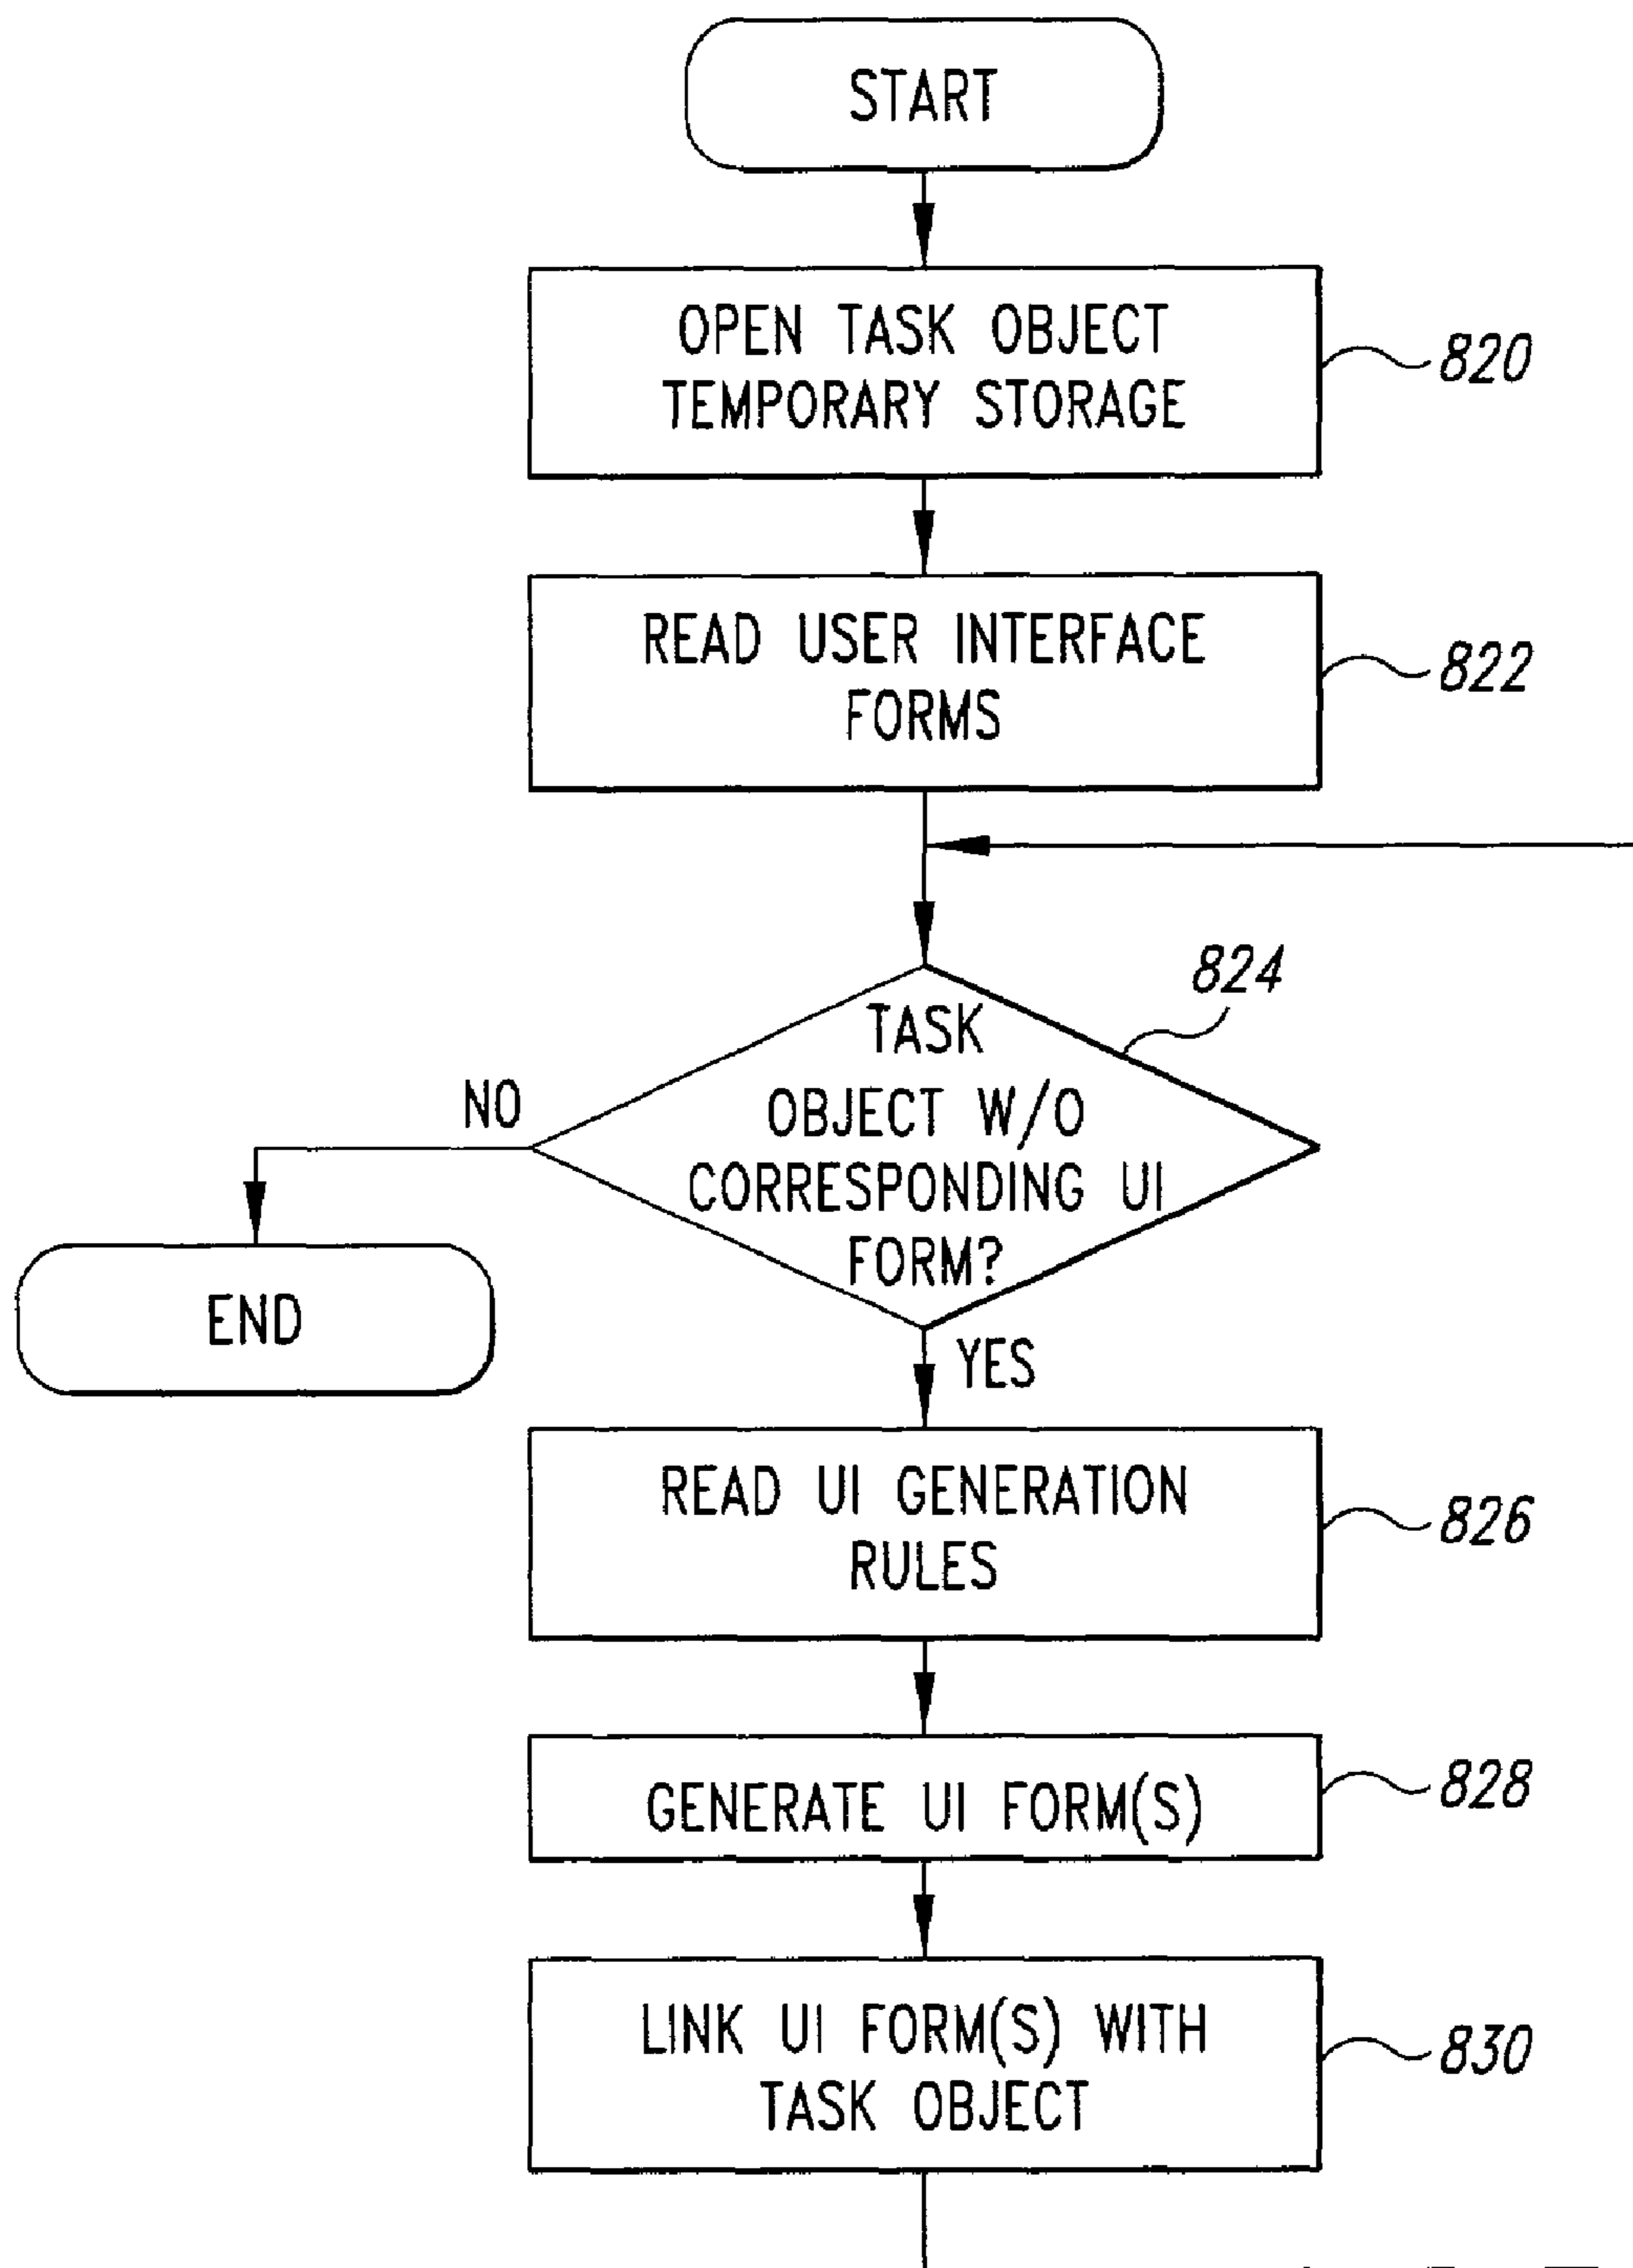 START
OPEN TASK OBJECT
TEMPORARY STORAGE
820
READ USER INTERFACE
FORMS
822
824
TASK
OBJECT W/O
CORRESPONDING UI
FORM?
NO
END
YES
READ UI GENERATION
RULES
826
GENERATE UI FORM(S)
828
LINK UI FORM(S) WITH
TASK OBJECT
830